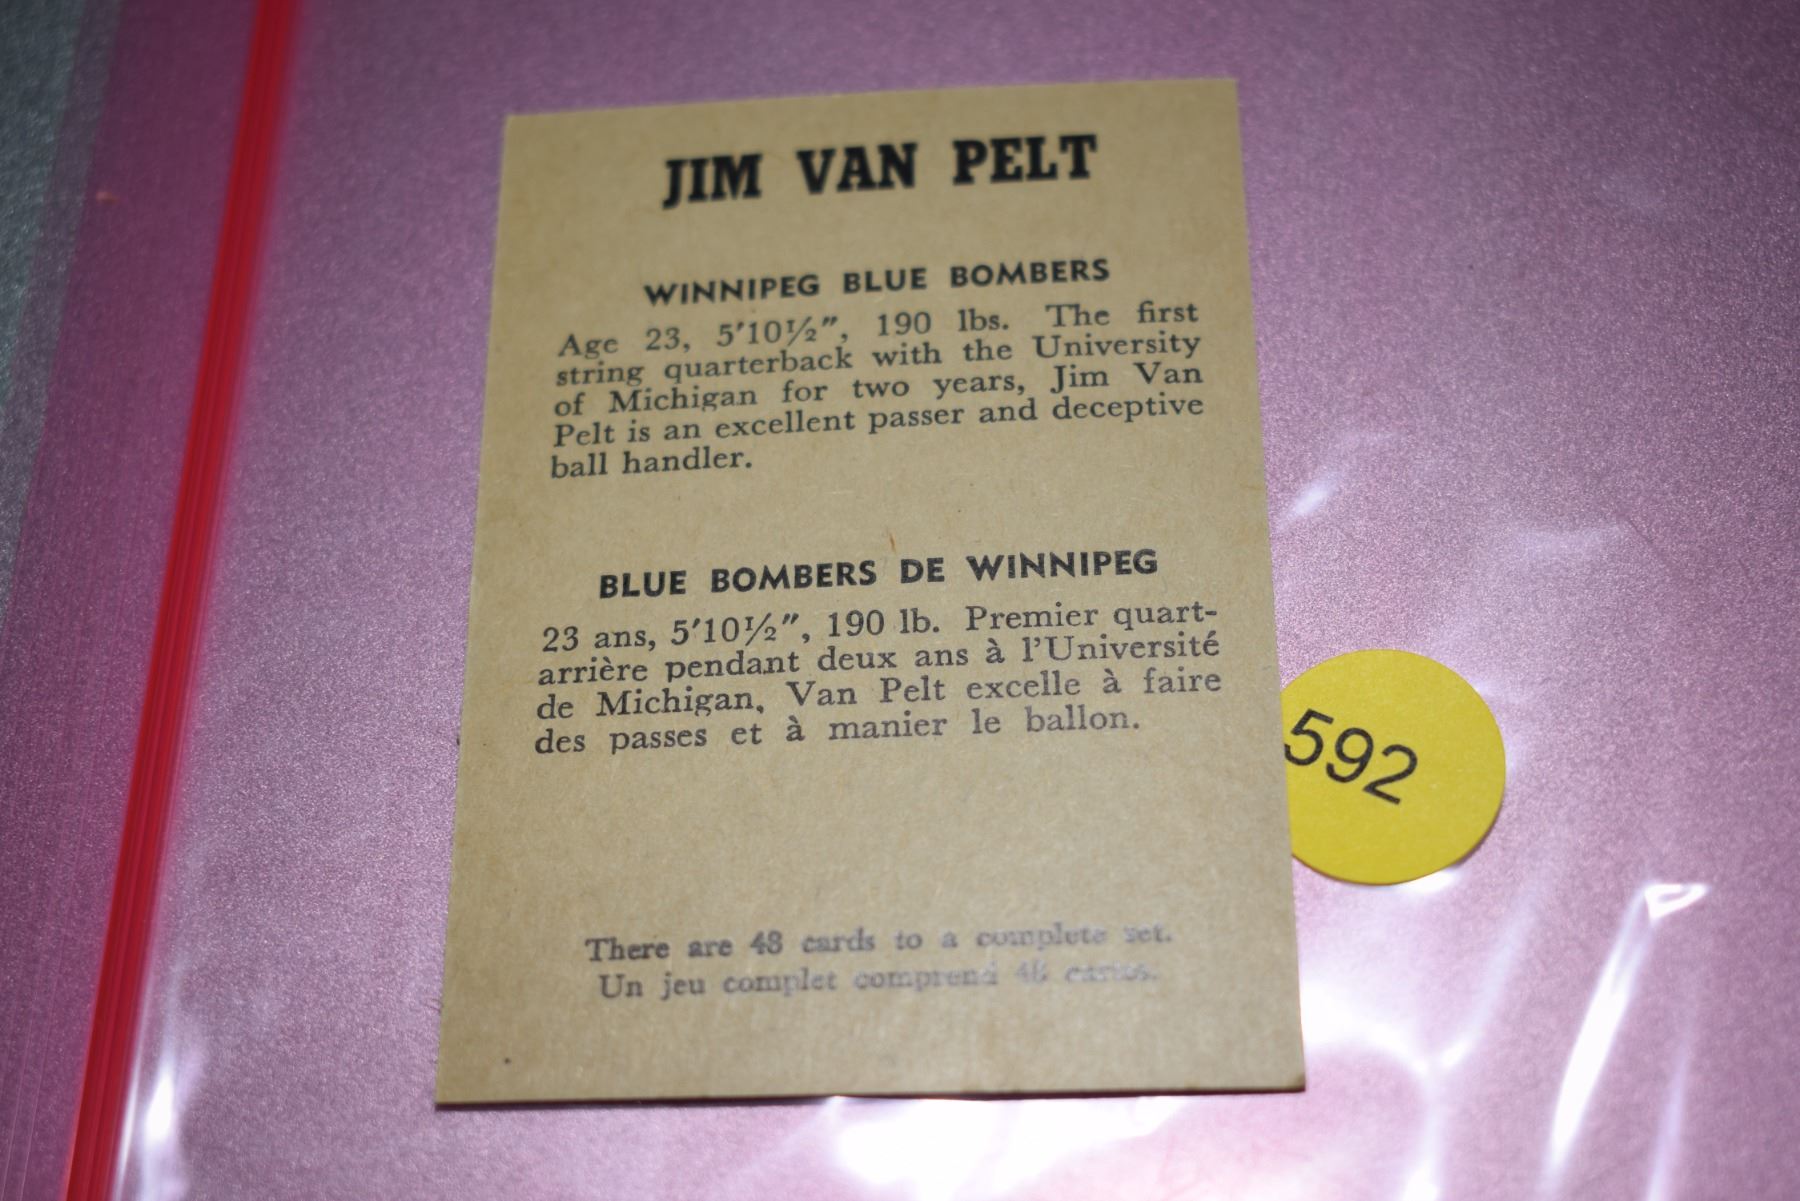 JIM VAN PELT
WINNIPEG BLUE BOMBERS
Age 23, 5'10½", 190 lbs. The first
string quarterback with the University
of Michigan for two years, Jim Van
Pelt is an excellent passer and deceptive
ball handler.
BLUE BOMBERS DE WINNIPEG
23 ans, 5'10½", 190 lb. Premier quart-
arrière pendant deux ans à l'Université
de Michigan, Van Pelt excelle à faire
des passes et à manier le ballon.
There are 48 cards to a complete set.
Un jeu complet comprend 48 cartes.
592